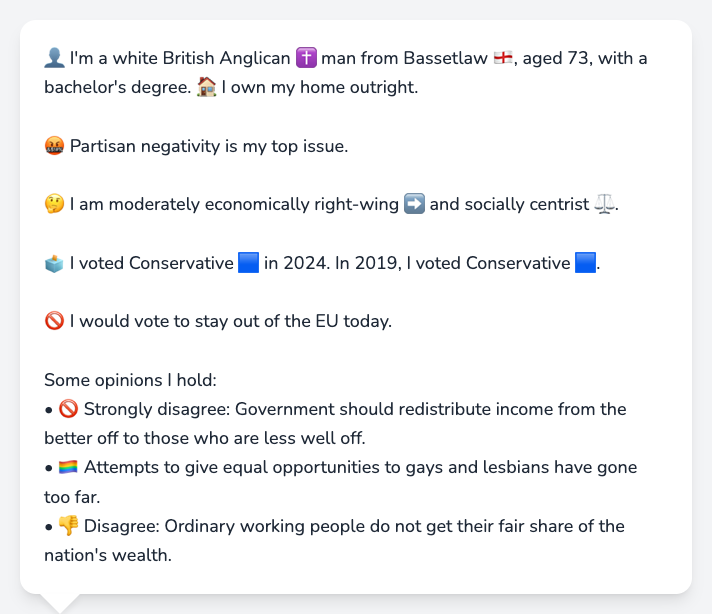 👤 I'm a white British Anglican ✝️ man from Bassetlaw 🏴󠁧󠁢󠁥󠁮󠁧󠁿, aged 73, with a
bachelor's degree. 🏠 I own my home outright.
🤬 Partisan negativity is my top issue.
🤔 I am moderately economically right-wing ➡️ and socially centrist ⚖️.
🗳️ I voted Conservative 🟦 in 2024. In 2019, I voted Conservative 🟦.
🚫 I would vote to stay out of the EU today.
Some opinions I hold:
• 🚫 Strongly disagree: Government should redistribute income from the
better off to those who are less well off.
• 🏳️‍🌈 Attempts to give equal opportunities to gays and lesbians have gone
too far.
• 👎 Disagree: Ordinary working people do not get their fair share of the
nation's wealth.